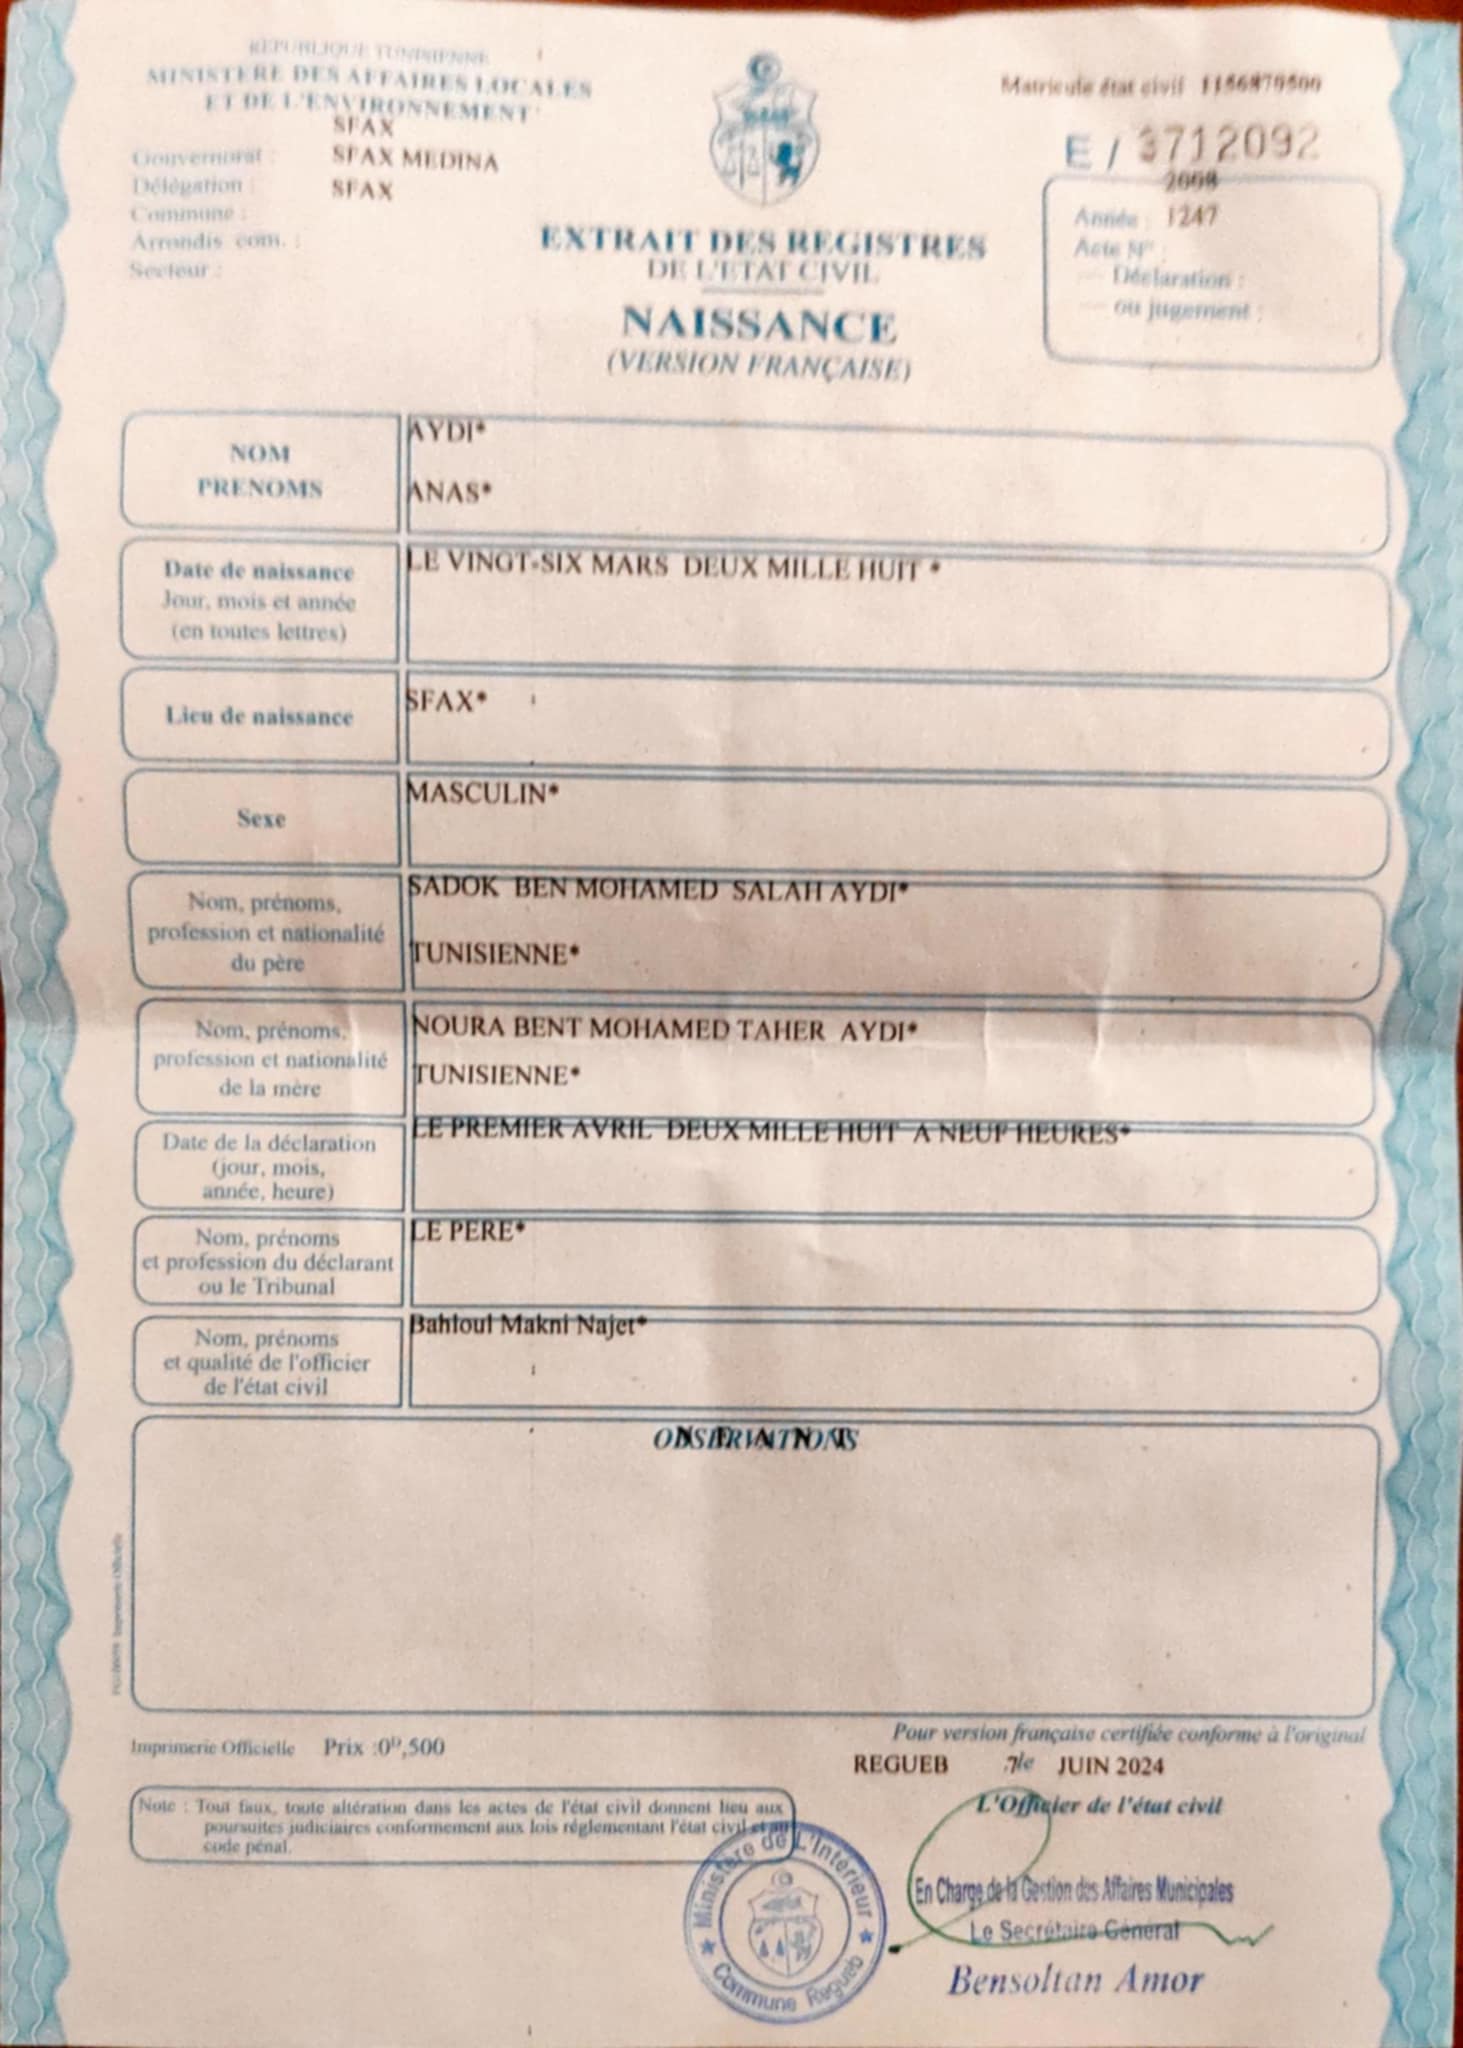 REPUBLIQUE TUNISIENNE
MINISTERE DES AFFAIRES LOCALES
ET DE L'ENVIRONNEMENT
SFAX
Gouvernorat : SFAX MEDINA
Délégation : SFAX
Commune :
Arrondis com. :
Secteur :
EXTRAIT DES REGISTRES
DE L'ETAT CIVIL
NAISSANCE
(VERSION FRANÇAISE)
Matricule état civil 1156870500
E / 3712092
2008
Année : 1247
Acte N° :
— Déclaration :
— ou jugement :
NOM
PRENOMS
AYDI*
ANAS*
Date de naissance
Jour, mois et année
(en toutes lettres)
LE VINGT-SIX MARS DEUX MILLE HUIT *
Lieu de naissance
SFAX*
Sexe
MASCULIN*
Nom, prénoms,
profession et nationalité
du père
SADOK BEN MOHAMED SALAH AYDI*
TUNISIENNE*
Nom, prénoms,
profession et nationalité
de la mère
NOURA BENT MOHAMED TAHER AYDI*
TUNISIENNE*
Date de la déclaration
(jour, mois,
année, heure)
LE PREMIER AVRIL DEUX MILLE HUIT A NEUF HEURES*
Nom, prénoms
et profession du déclarant
ou le Tribunal
LE PERE*
Nom, prénoms
et qualité de l'officier
de l'état civil
Bahloul Makni Najet*
OBSERVATIONS
N E A N T
Imprimerie Officielle Prix :0ᴰ,500
Pour version française certifiée conforme à l'original
REGUEB 7le JUIN 2024
L'Officier de l'état civil
Note : Tout faux, toute altération dans les actes de l'état civil donnent lieu aux
poursuites judiciaires conformement aux lois réglementant l'état civil et au
code pénal.
Ministère de L'Intérieur
Commune Regueb
En Charge de la Gestion des Affaires Municipales
Le Secrétaire Général
Bensoltan Amor